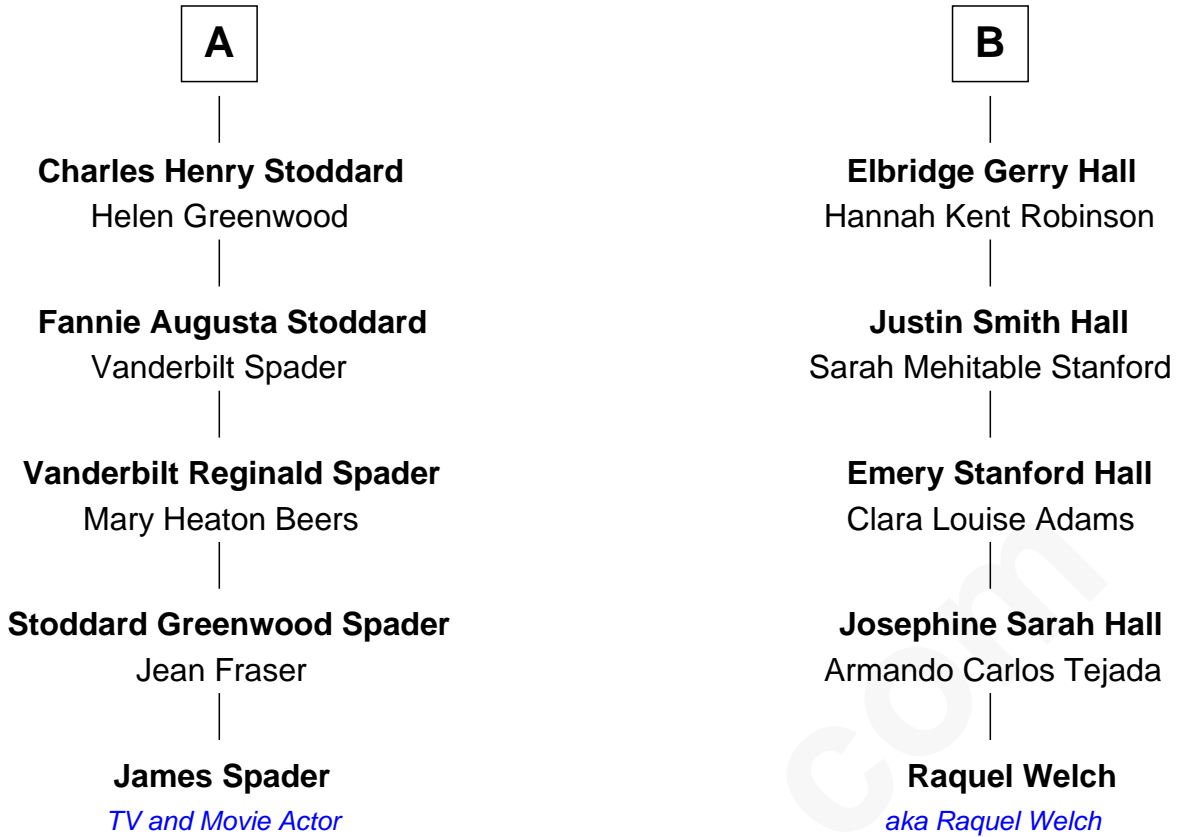 A
Charles Henry Stoddard
Helen Greenwood
Fannie Augusta Stoddard
Vanderbilt Spader
Vanderbilt Reginald Spader
Mary Heaton Beers
Stoddard Greenwood Spader
Jean Fraser
James Spader
TV and Movie Actor
B
Elbridge Gerry Hall
Hannah Kent Robinson
Justin Smith Hall
Sarah Mehitable Stanford
Emery Stanford Hall
Clara Louise Adams
Josephine Sarah Hall
Armando Carlos Tejada
Raquel Welch
aka Raquel Welch
com